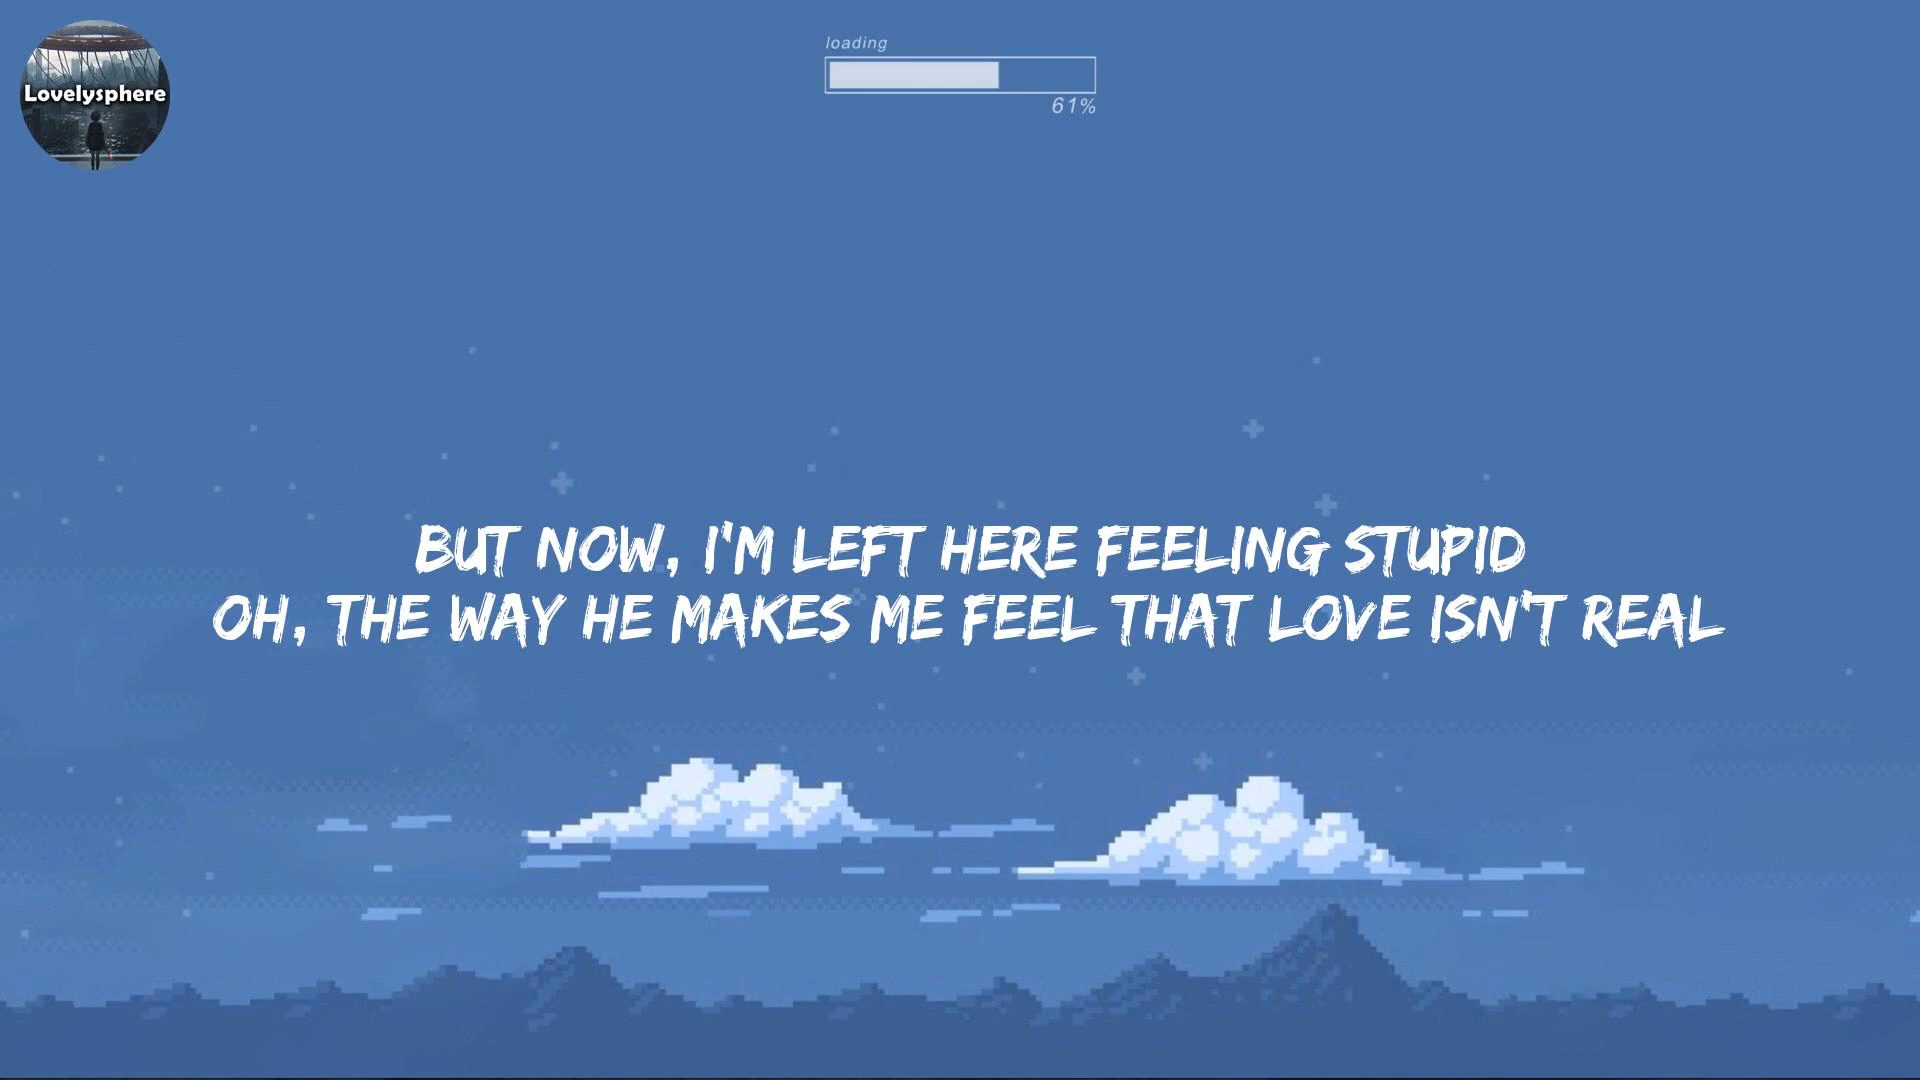 Lovelysphere
loading
61%
BUT NOW, I'M LEFT HERE FEELING STUPID
OH, THE WAY HE MAKES ME FEEL THAT LOVE ISN'T REAL